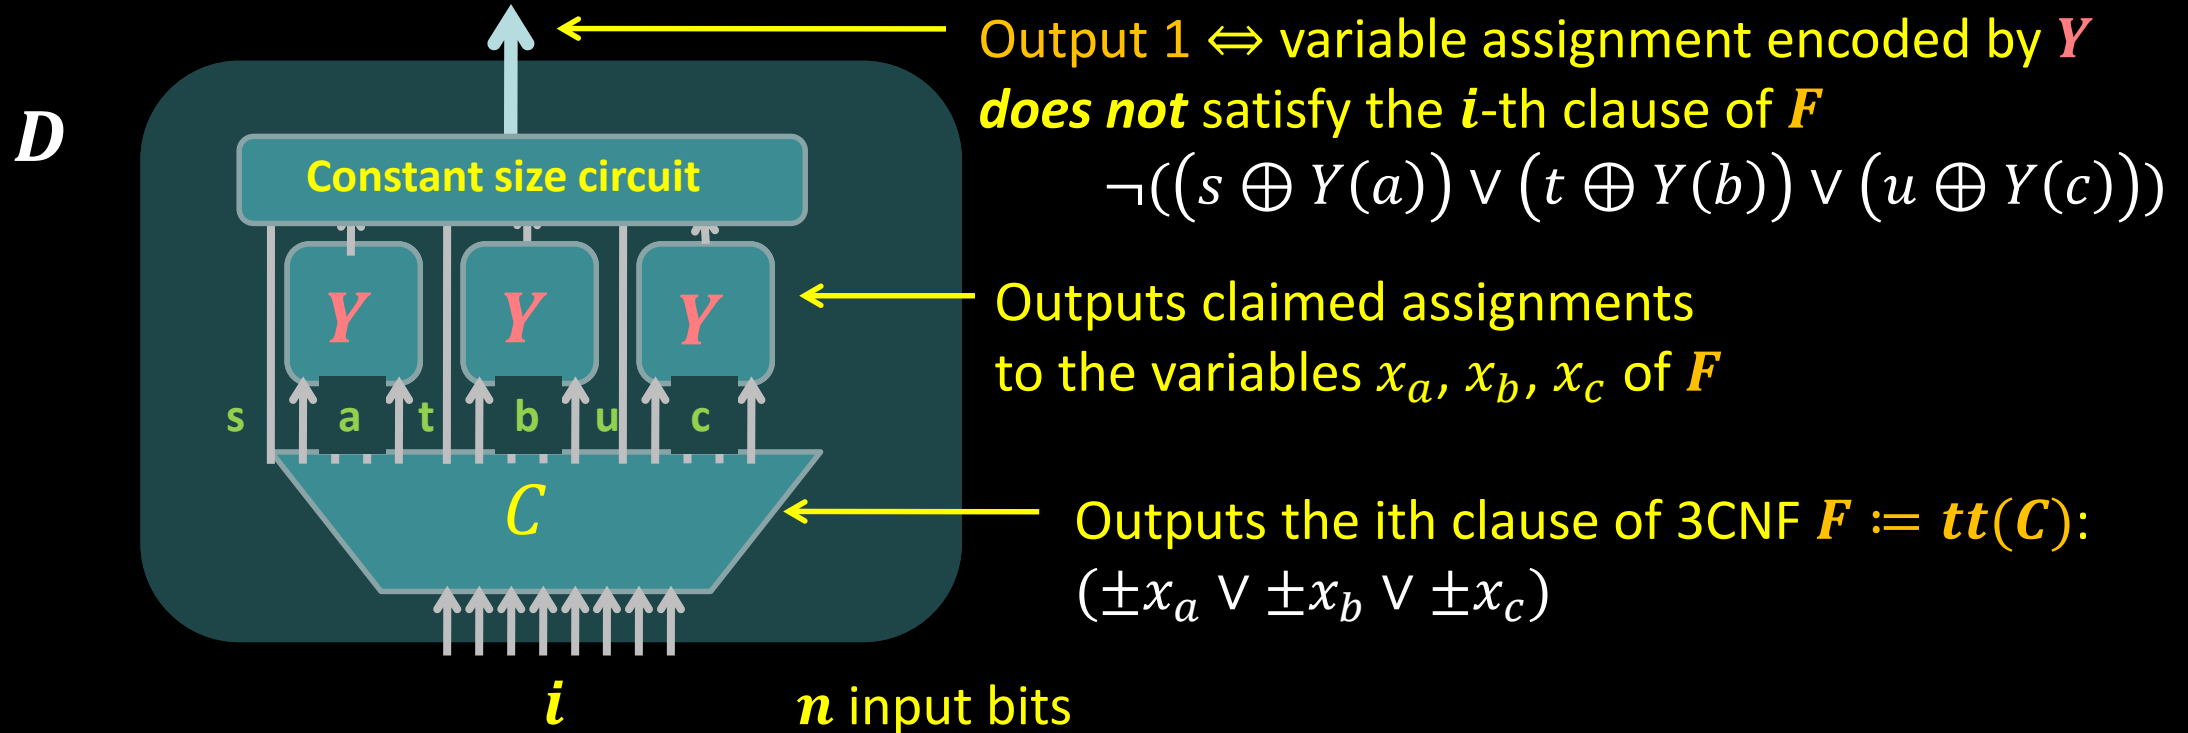 D
Output 1 ⇔ variable assignment encoded by Y
does not satisfy the i-th clause of F
¬((s ⊕ Y(a)) ∨ (t ⊕ Y(b)) ∨ (u ⊕ Y(c)))
Constant size circuit
Y Y Y
Outputs claimed assignments
to the variables x_a, x_b, x_c of F
s a t b u c
C
Outputs the ith clause of 3CNF F := tt(C):
(±x_a ∨ ±x_b ∨ ±x_c)
i n input bits